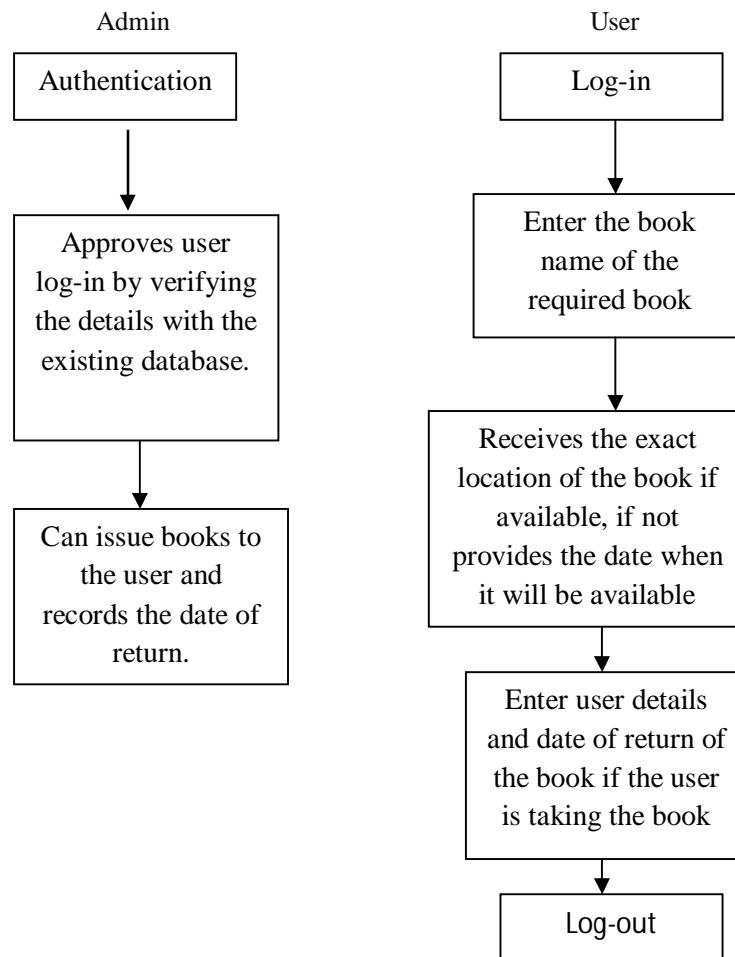 Admin
Authentication
Approves user
log-in by verifying
the details with the
existing database.
Can issue books to
the user and
records the date of
return.
User
Log-in
Enter the book
name of the
required book
Receives the exact
location of the book if
available, if not
provides the date when
it will be available
Enter user details
and date of return of
the book if the user
is taking the book
Log-out